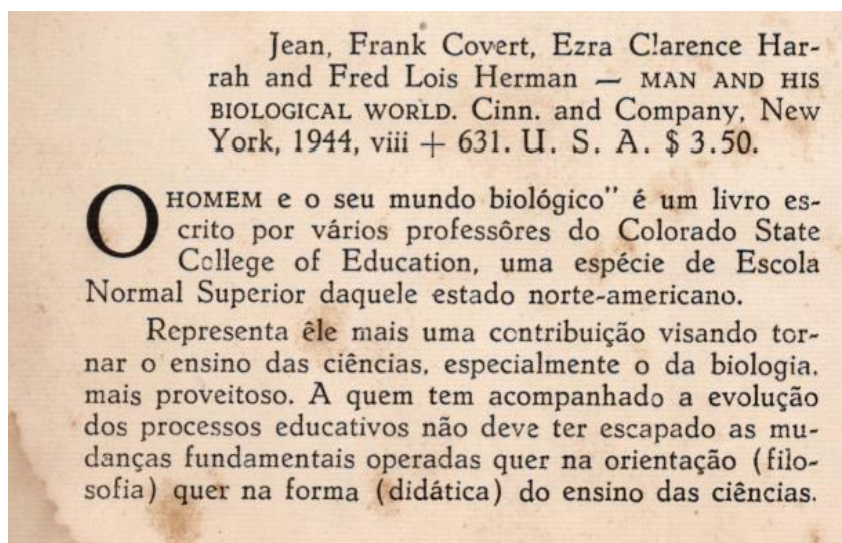 Jean, Frank Covert, Ezra Clarence Har-
rah and Fred Lois Herman — MAN AND HIS
BIOLOGICAL WORLD. Cinn. and Company, New
York, 1944, viii + 631. U. S. A. $ 3.50.
O HOMEM e o seu mundo biológico" é um livro es-
crito por vários professôres do Colorado State
College of Education, uma espécie de Escola
Normal Superior daquele estado norte-americano.
Representa êle mais uma contribuição visando tor-
nar o ensino das ciências, especialmente o da biologia,
mais proveitoso. A quem tem acompanhado a evolução
dos processos educativos não deve ter escapado as mu-
danças fundamentais operadas quer na orientação (filo-
sofia) quer na forma (didática) do ensino das ciências.